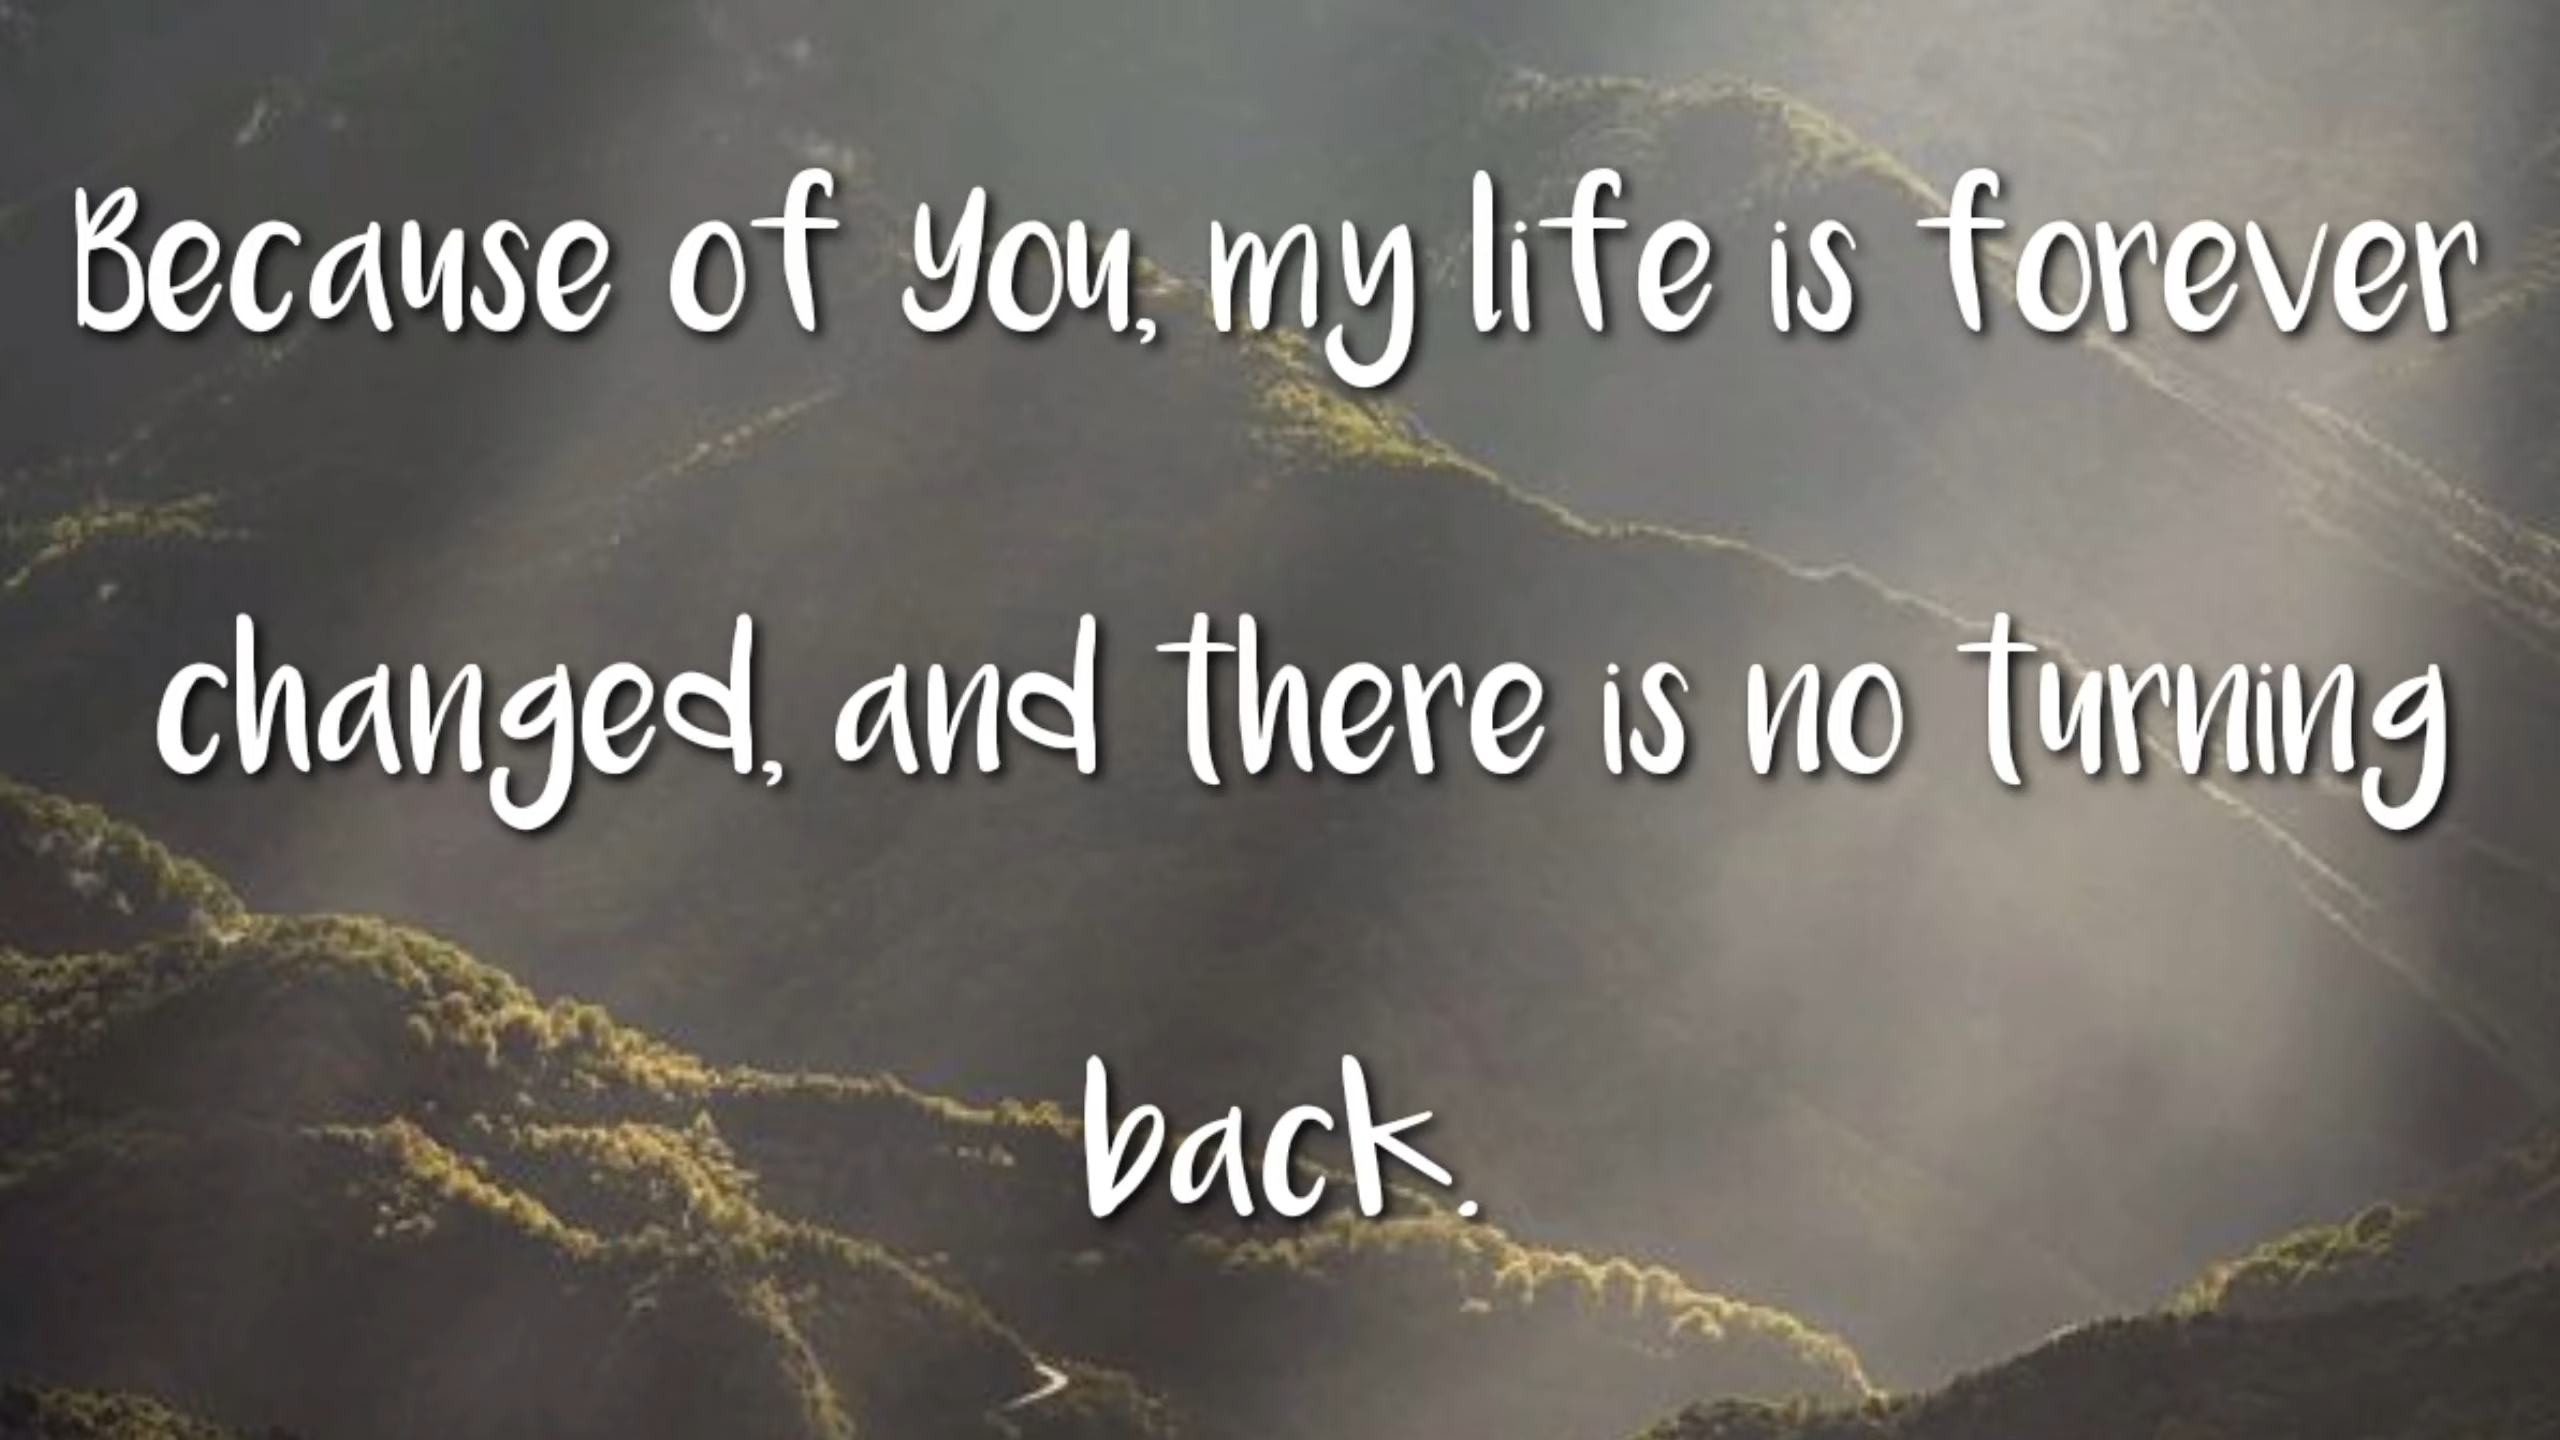 Because of You, my life is forever
changed, and there is no turning
back.